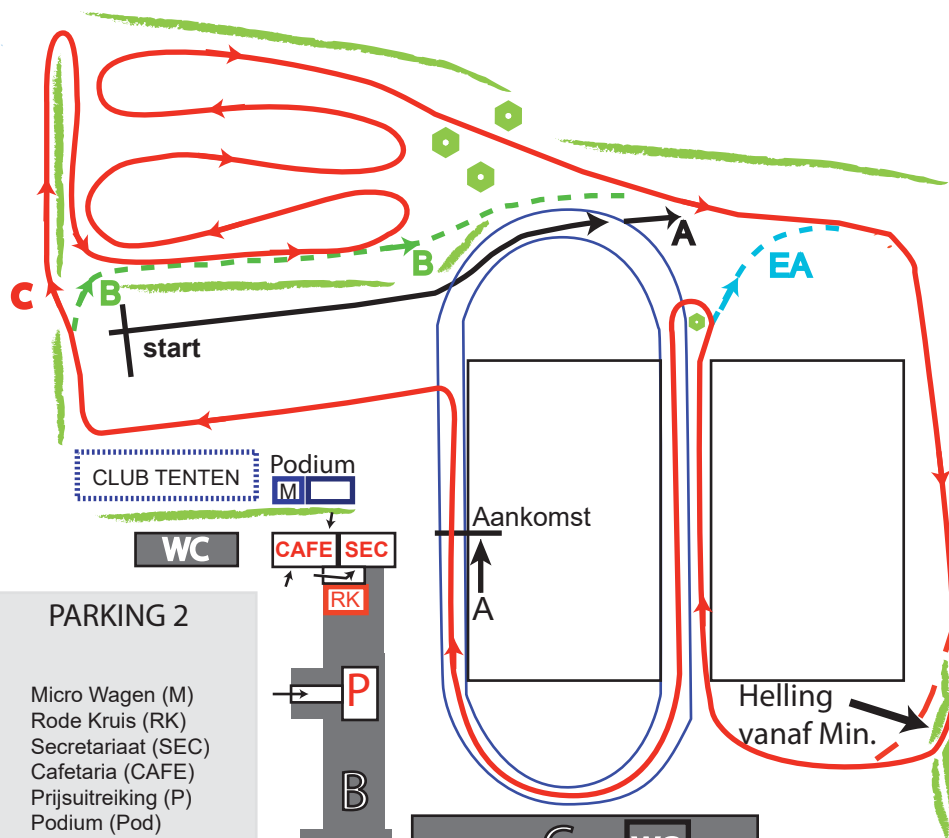 A
EA
B
B
C
start
CLUB TENTEN
Podium
M
Aankomst
WC
CAFE
SEC
RK
A
PARKING 2
P
Helling
vanaf Min.
Micro Wagen (M)
Rode Kruis (RK)
Secretariaat (SEC)
Cafetaria (CAFE)
Prijsuitreiking (P)
Podium (Pod)
B